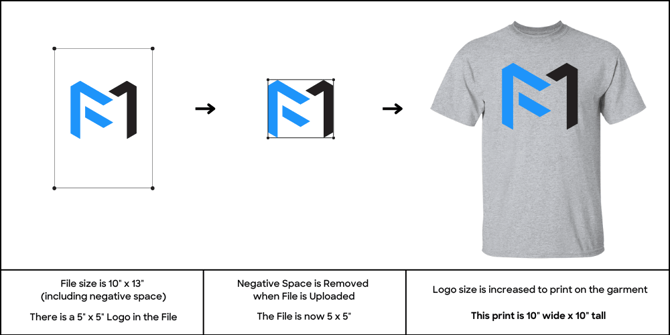 File size is 10" x 13"
(including negative space)
There is a 5" x 5" Logo in the File
Negative Space is Removed
when File is Uploaded
The File is now 5 x 5"
Logo size is increased to print on the garment
This print is 10" wide x 10" tall